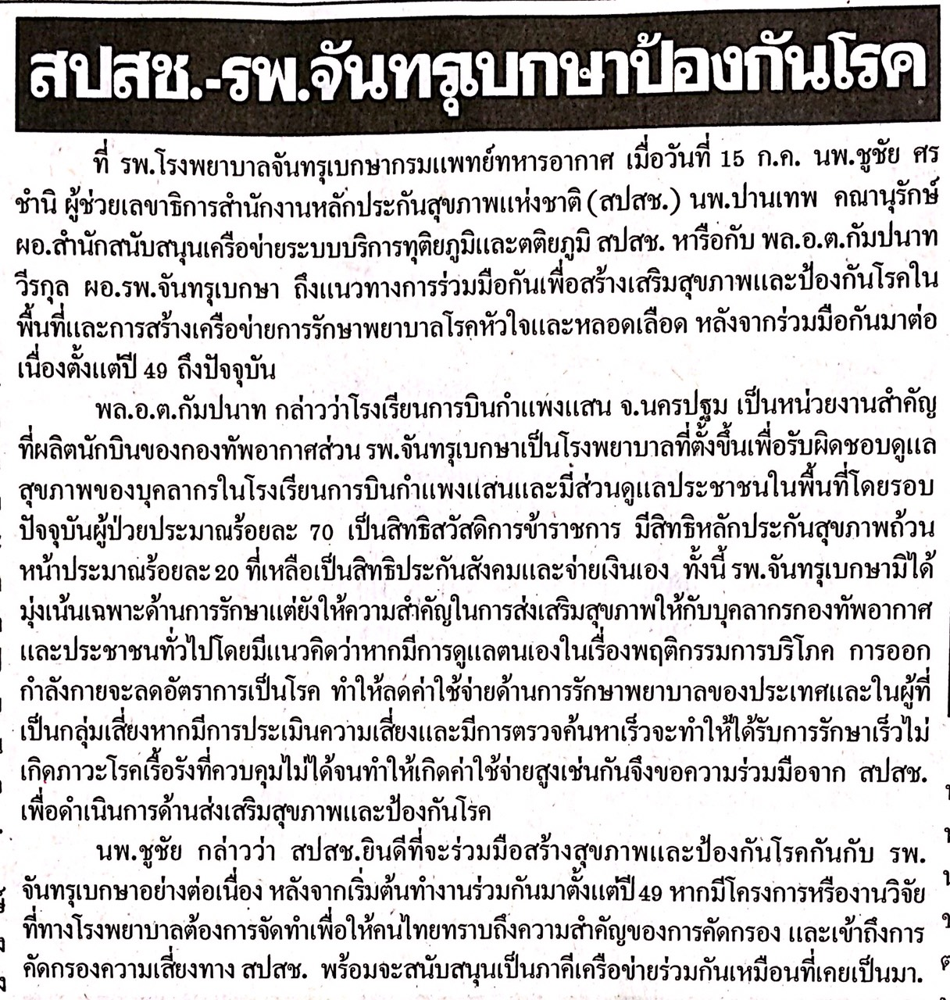 สปสช.-รพ.จันทรุเบกษาป้องกันโรค
ที่ รพ.โรงพยาบาลจันทรุเบกษากรมแพทย์ทหารอากาศ เมื่อวันที่ 15 ก.ค. นพ.ชูชัย ศร
ชำนิ ผู้ช่วยเลขาธิการสำนักงานหลักประกันสุขภาพแห่งชาติ (สปสช.) นพ.ปานเทพ คณานุรักษ์
ผอ.สำนักสนับสนุนเครือข่ายระบบบริการทุติยภูมิและตติยภูมิ สปสช. หารือกับ พล.อ.ต.กัมปนาท
วีรกุล ผอ.รพ.จันทรุเบกษา ถึงแนวทางการร่วมมือกันเพื่อสร้างเสริมสุขภาพและป้องกันโรคใน
พื้นที่และการสร้างเครือข่ายการรักษาพยาบาลโรคหัวใจและหลอดเลือด หลังจากร่วมมือกันมาต่อ
เนื่องตั้งแต่ปี 49 ถึงปัจจุบัน
พล.อ.ต.กัมปนาท กล่าวว่าโรงเรียนการบินกำแพงแสน จ.นครปฐม เป็นหน่วยงานสำคัญ
ที่ผลิตนักบินของกองทัพอากาศส่วน รพ.จันทรุเบกษาเป็นโรงพยาบาลที่ตั้งขึ้นเพื่อรับผิดชอบดูแล
สุขภาพของบุคลากรในโรงเรียนการบินกำแพงแสนและมีส่วนดูแลประชาชนในพื้นที่โดยรอบ
ปัจจุบันผู้ป่วยประมาณร้อยละ 70 เป็นสิทธิสวัสดิการข้าราชการ มีสิทธิหลักประกันสุขภาพถ้วน
หน้าประมาณร้อยละ 20 ที่เหลือเป็นสิทธิประกันสังคมและจ่ายเงินเอง ทั้งนี้ รพ.จันทรุเบกษามิได้
มุ่งเน้นเฉพาะด้านการรักษาแต่ยังให้ความสำคัญในการส่งเสริมสุขภาพให้กับบุคลากรกองทัพอากาศ
และประชาชนทั่วไปโดยมีแนวคิดว่าหากมีการดูแลตนเองในเรื่องพฤติกรรมการบริโภค การออก
กำลังกายจะลดอัตราการเป็นโรค ทำให้ลดค่าใช้จ่ายด้านการรักษาพยาบาลของประเทศและในผู้ที่
เป็นกลุ่มเสี่ยงหากมีการประเมินความเสี่ยงและมีการตรวจค้นหาเร็วจะทำให้ได้รับการรักษาเร็วไม่
เกิดภาวะโรคเรื้อรังที่ควบคุมไม่ได้จนทำให้เกิดค่าใช้จ่ายสูงเช่นกันจึงขอความร่วมมือจาก สปสช.
เพื่อดำเนินการด้านส่งเสริมสุขภาพและป้องกันโรค
นพ.ชูชัย กล่าวว่า สปสช.ยินดีที่จะร่วมมือสร้างสุขภาพและป้องกันโรคกันกับ รพ.
จันทรุเบกษาอย่างต่อเนื่อง หลังจากเริ่มต้นทำงานร่วมกันมาตั้งแต่ปี 49 หากมีโครงการหรืองานวิจัย
ที่ทางโรงพยาบาลต้องการจัดทำเพื่อให้คนไทยทราบถึงความสำคัญของการคัดกรอง และเข้าถึงการ
คัดกรองความเสี่ยงทาง สปสช. พร้อมจะสนับสนุนเป็นภาคีเครือข่ายร่วมกันเหมือนที่เคยเป็นมา.